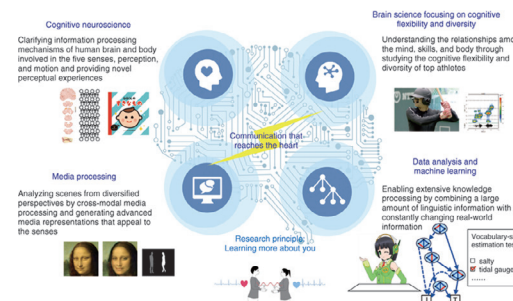 Cognitive neuroscience
Clarifying information processing
mechanisms of human brain and body
involved in the five senses, perception,
and motion and providing novel
perceptual experiences
Brain science focusing on cognitive
flexibility and diversity
Understanding the relationships
the mind, skills, and body through
studying the cognitive flexibility and
diversity of top athletes
Communication that
reaches the heart
Media processing
Analyzing scenes from diversified
perspectives by cross-modal media
processing and generating advanced
media representations that appeal to
the senses
Data analysis and
machine learning
Enabling extensive knowledge
processing by combining a large
amount of linguistic information with
constantly changing real-world
information
Research principle:
Learning more about you
estimation
salty
tidal
......